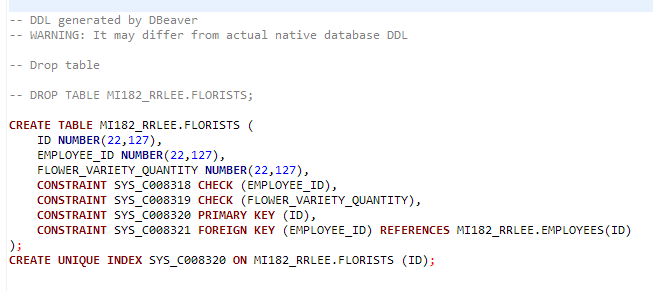 -- DDL generated by DBeaver
-- WARNING: It may differ from actual native database DDL
-- Drop table
-- DROP TABLE MI182_RRLEE.FLORISTS;
CREATE TABLE MI182_RRLEE.FLORISTS (
ID NUMBER(22,127),
EMPLOYEE_ID NUMBER(22,127),
FLOWER_VARIETY_QUANTITY NUMBER(22,127),
CONSTRAINT SYS_C008318 CHECK (EMPLOYEE_ID),
CONSTRAINT SYS_C008319 CHECK (FLOWER_VARIETY_QUANTITY),
CONSTRAINT SYS_C008320 PRIMARY KEY (ID),
CONSTRAINT SYS_C008321 FOREIGN KEY (EMPLOYEE_ID) REFERENCES MI182_RRLEE.EMPLOYEES(ID)
);
CREATE UNIQUE INDEX SYS_C008320 ON MI182_RRLEE.FLORISTS (ID);